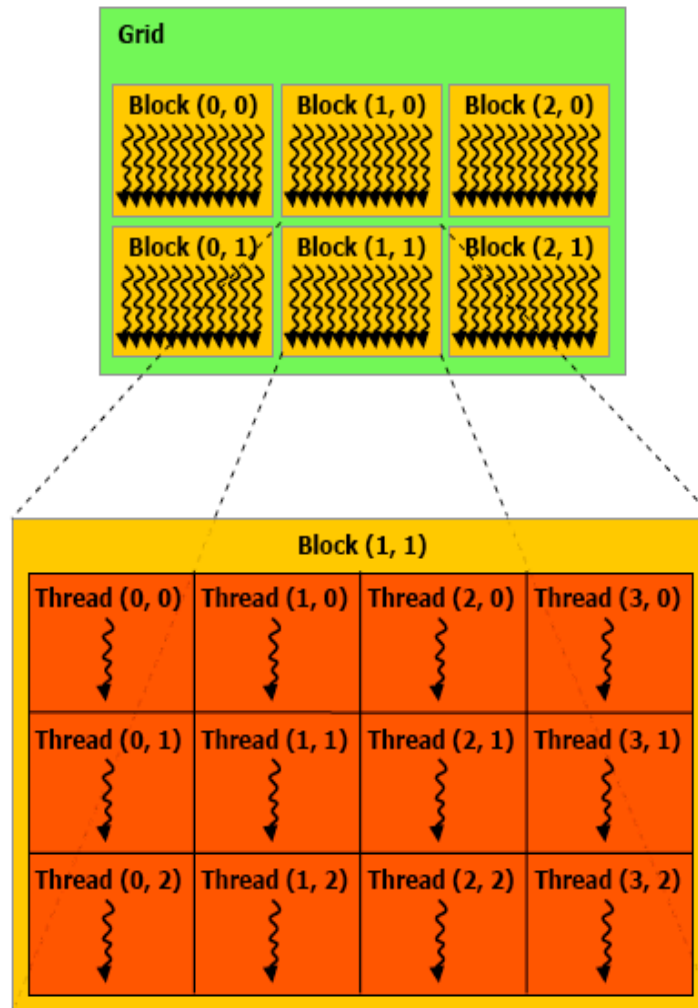 Grid
Block (0, 0) Block (1, 0) Block (2, 0)
Block (0, 1) Block (1, 1) Block (2, 1)
Block (1, 1)
Thread (0, 0) Thread (1, 0) Thread (2, 0) Thread (3, 0)
Thread (0, 1) Thread (1, 1) Thread (2, 1) Thread (3, 1)
Thread (0, 2) Thread (1, 2) Thread (2, 2) Thread (3, 2)